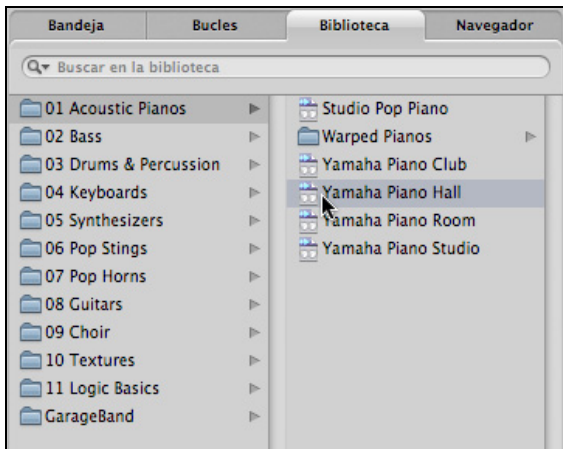 Bandeja
Bucles
Biblioteca
Navegador
Buscar en la biblioteca
01 Acoustic Pianos
02 Bass
03 Drums & Percussion
04 Keyboards
05 Synthesizers
06 Pop Stings
07 Pop Horns
08 Guitars
09 Choir
10 Textures
11 Logic Basics
GarageBand
Studio Pop Piano
Warped Pianos
Yamaha Piano Club
Yamaha Piano Hall
Yamaha Piano Room
Yamaha Piano Studio